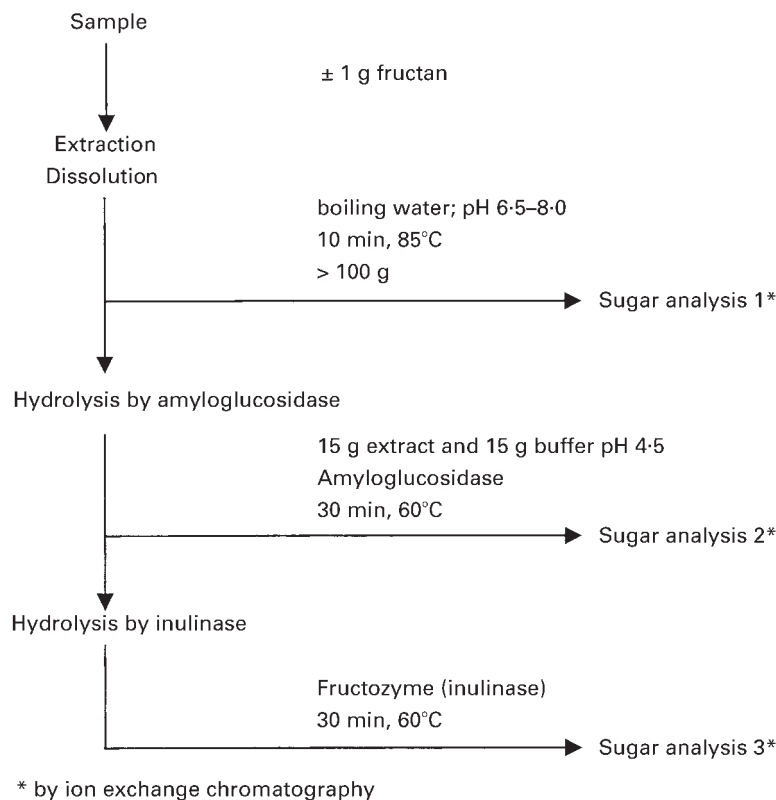 Sample
± 1 g fructan
Extraction
Dissolution
boiling water; pH 6·5–8·0
10 min, 85°C
> 100 g
Sugar analysis 1*
Hydrolysis by amyloglucosidase
15 g extract and 15 g buffer pH 4·5
Amyloglucosidase
30 min, 60°C
Sugar analysis 2*
Hydrolysis by inulinase
Fructozyme (inulinase)
30 min, 60°C
Sugar analysis 3*
* by ion exchange chromatography